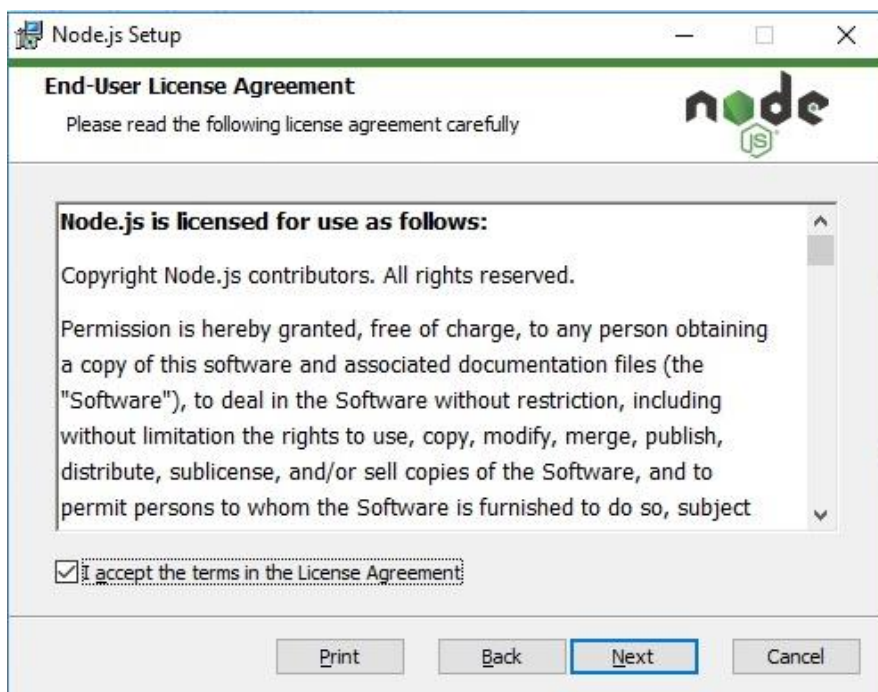 Node.js Setup
End-User License Agreement
Please read the following license agreement carefully
node
JS
Node.js is licensed for use as follows:
Copyright Node.js contributors. All rights reserved.
Permission is hereby granted, free of charge, to any person obtaining
a copy of this software and associated documentation files (the
"Software"), to deal in the Software without restriction, including
without limitation the rights to use, copy, modify, merge, publish,
distribute, sublicense, and/or sell copies of the Software, and to
permit persons to whom the Software is furnished to do so, subject
I accept the terms in the License Agreement
Print Back Next Cancel